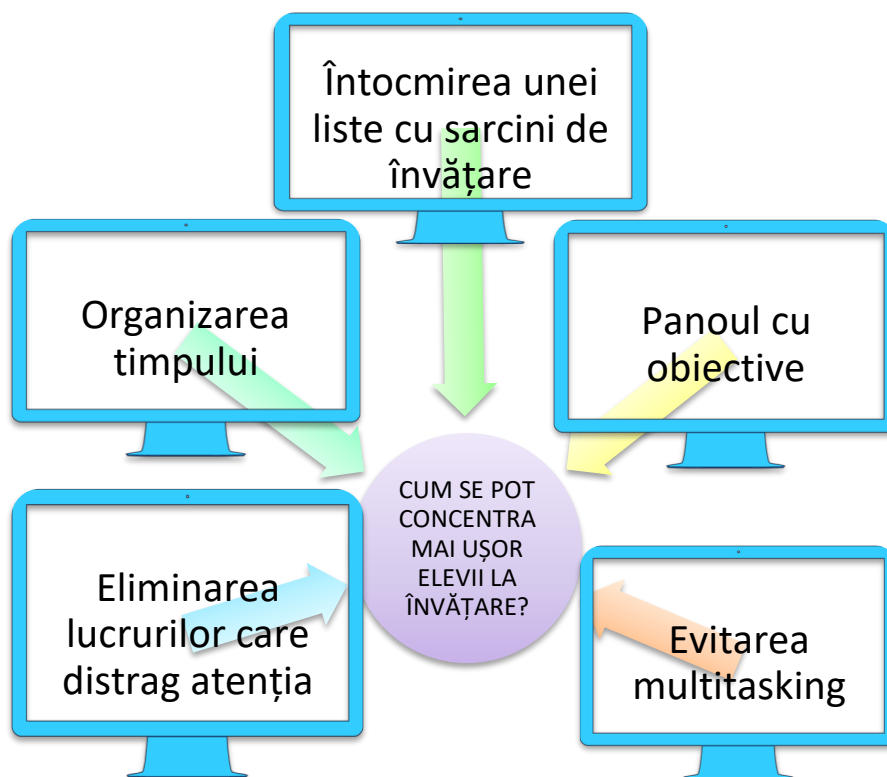 Întocmirea unei
liste cu sarcini de
învățare
Organizarea
timpului
Panoul cu
obiective
CUM SE POT
CONCENTRA
MAI UȘOR
ELEVII LA
ÎNVĂȚARE?
Eliminarea
lucrurilor care
distrag atenția
Evitarea
multitasking